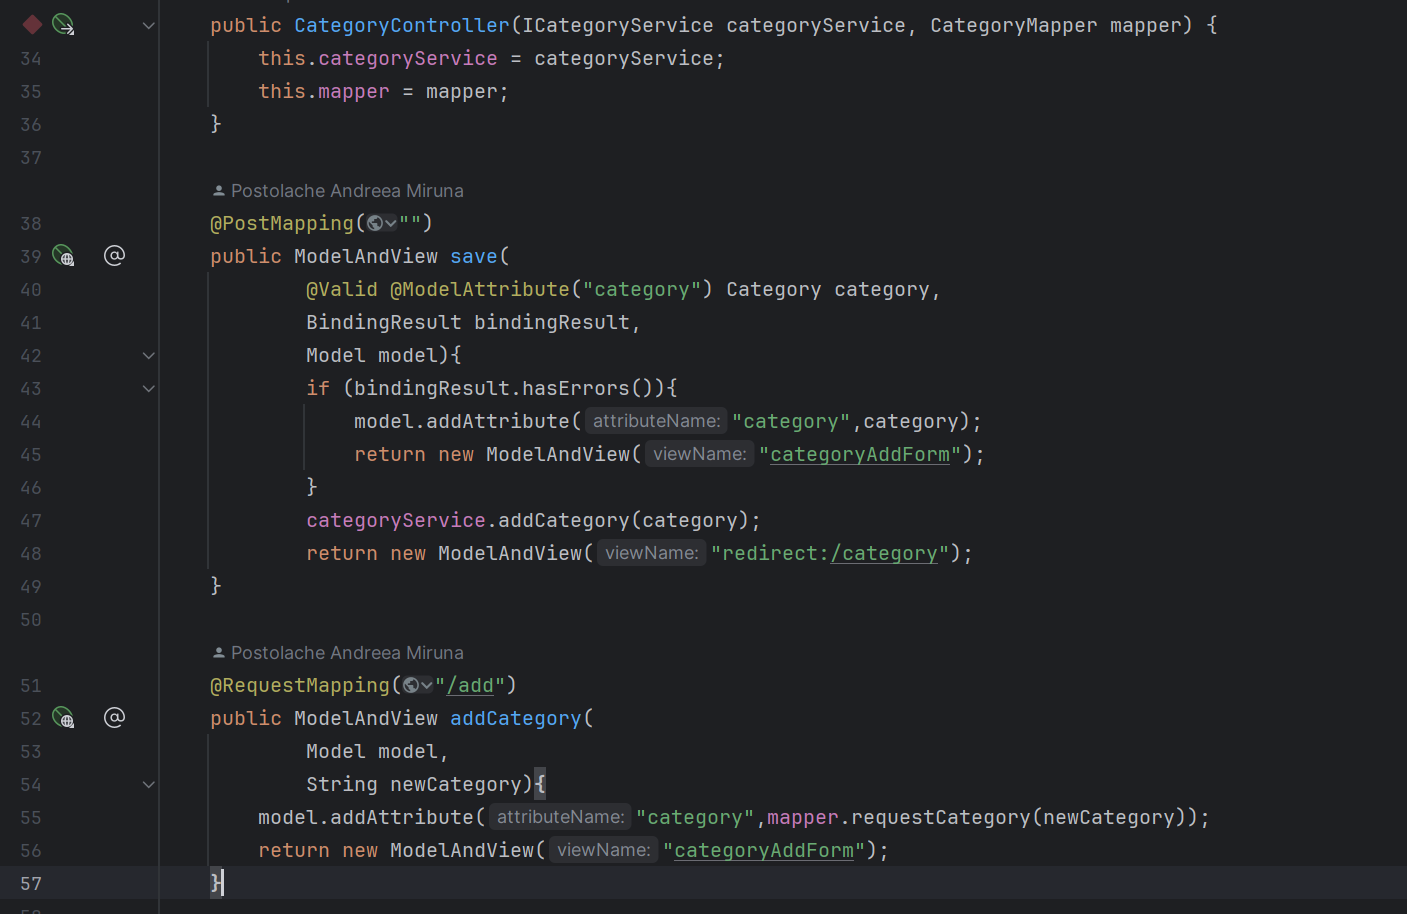 public CategoryController(ICategoryService categoryService, CategoryMapper mapper) {
34 this.categoryService = categoryService;
35 this.mapper = mapper;
36 }
37
Postolache Andreea Miruna
38 @PostMapping("")
39 public ModelAndView save(
40 @Valid @ModelAttribute("category") Category category,
41 BindingResult bindingResult,
42 Model model){
43 if (bindingResult.hasErrors()){
44 model.addAttribute( attributeName: "category",category);
45 return new ModelAndView( viewName: "categoryAddForm");
46 }
47 categoryService.addCategory(category);
48 return new ModelAndView( viewName: "redirect:/category");
49 }
50
Postolache Andreea Miruna
51 @RequestMapping("/add")
52 public ModelAndView addCategory(
53 Model model,
54 String newCategory){
55 model.addAttribute( attributeName: "category",mapper.requestCategory(newCategory));
56 return new ModelAndView( viewName: "categoryAddForm");
57 }